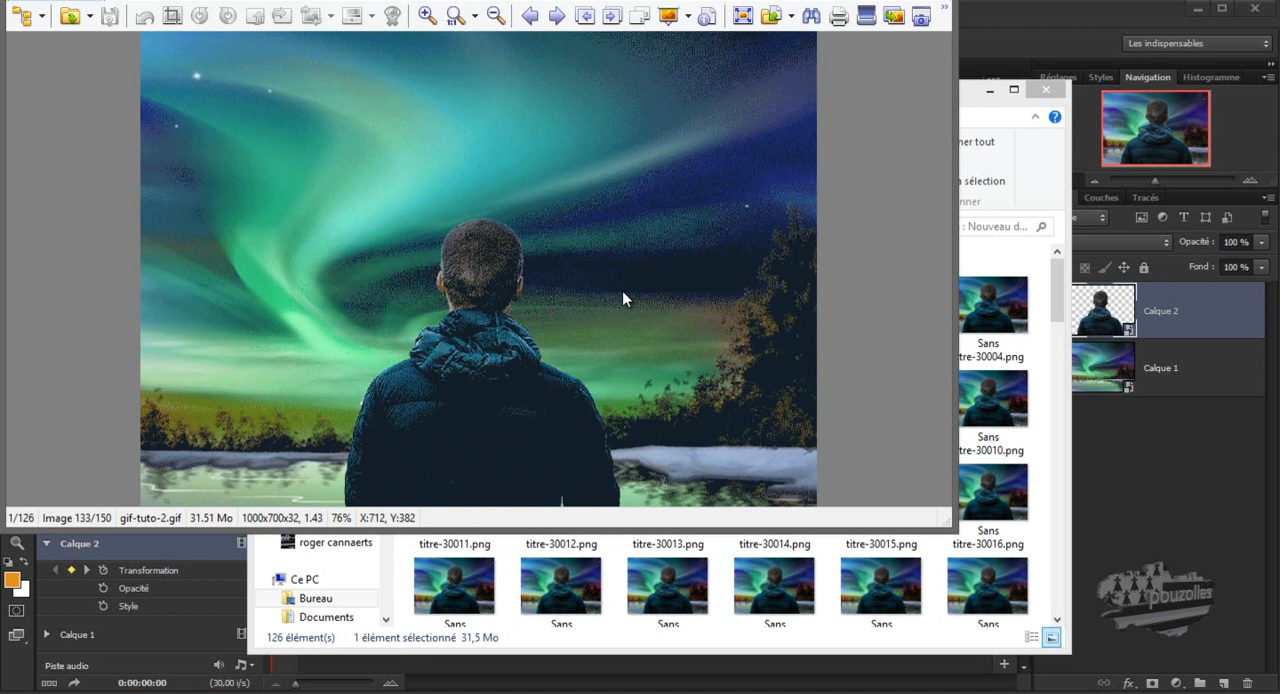 Les indispensables
Réglages Styles Navigation Histogramme
ner tout
a sélection
nner
: Nouveau d...
Couches Tracés
Opacité : 100 %
Fond : 100 %
Calque 2
Calque 1
Sans
tre-30004.png
Sans
tre-30010.png
Sans
titre-30011.png titre-30012.png titre-30013.png titre-30014.png titre-30015.png tre-30016.png
Sans Sans Sans Sans Sans Sans
1/126 Image 133/150 gif-tuto-2.gif 31.51 Mo 1000x700x32, 1.43 76% X:712, Y:382
roger cannaerts
Ce PC
Bureau
Documents
126 élément(s) 1 élément sélectionné 31,5 Mo
Calque 2
Transformation
Opacité
Style
Calque 1
Piste audio
0:00:00:00 (30,00 i/s)
pouzolles